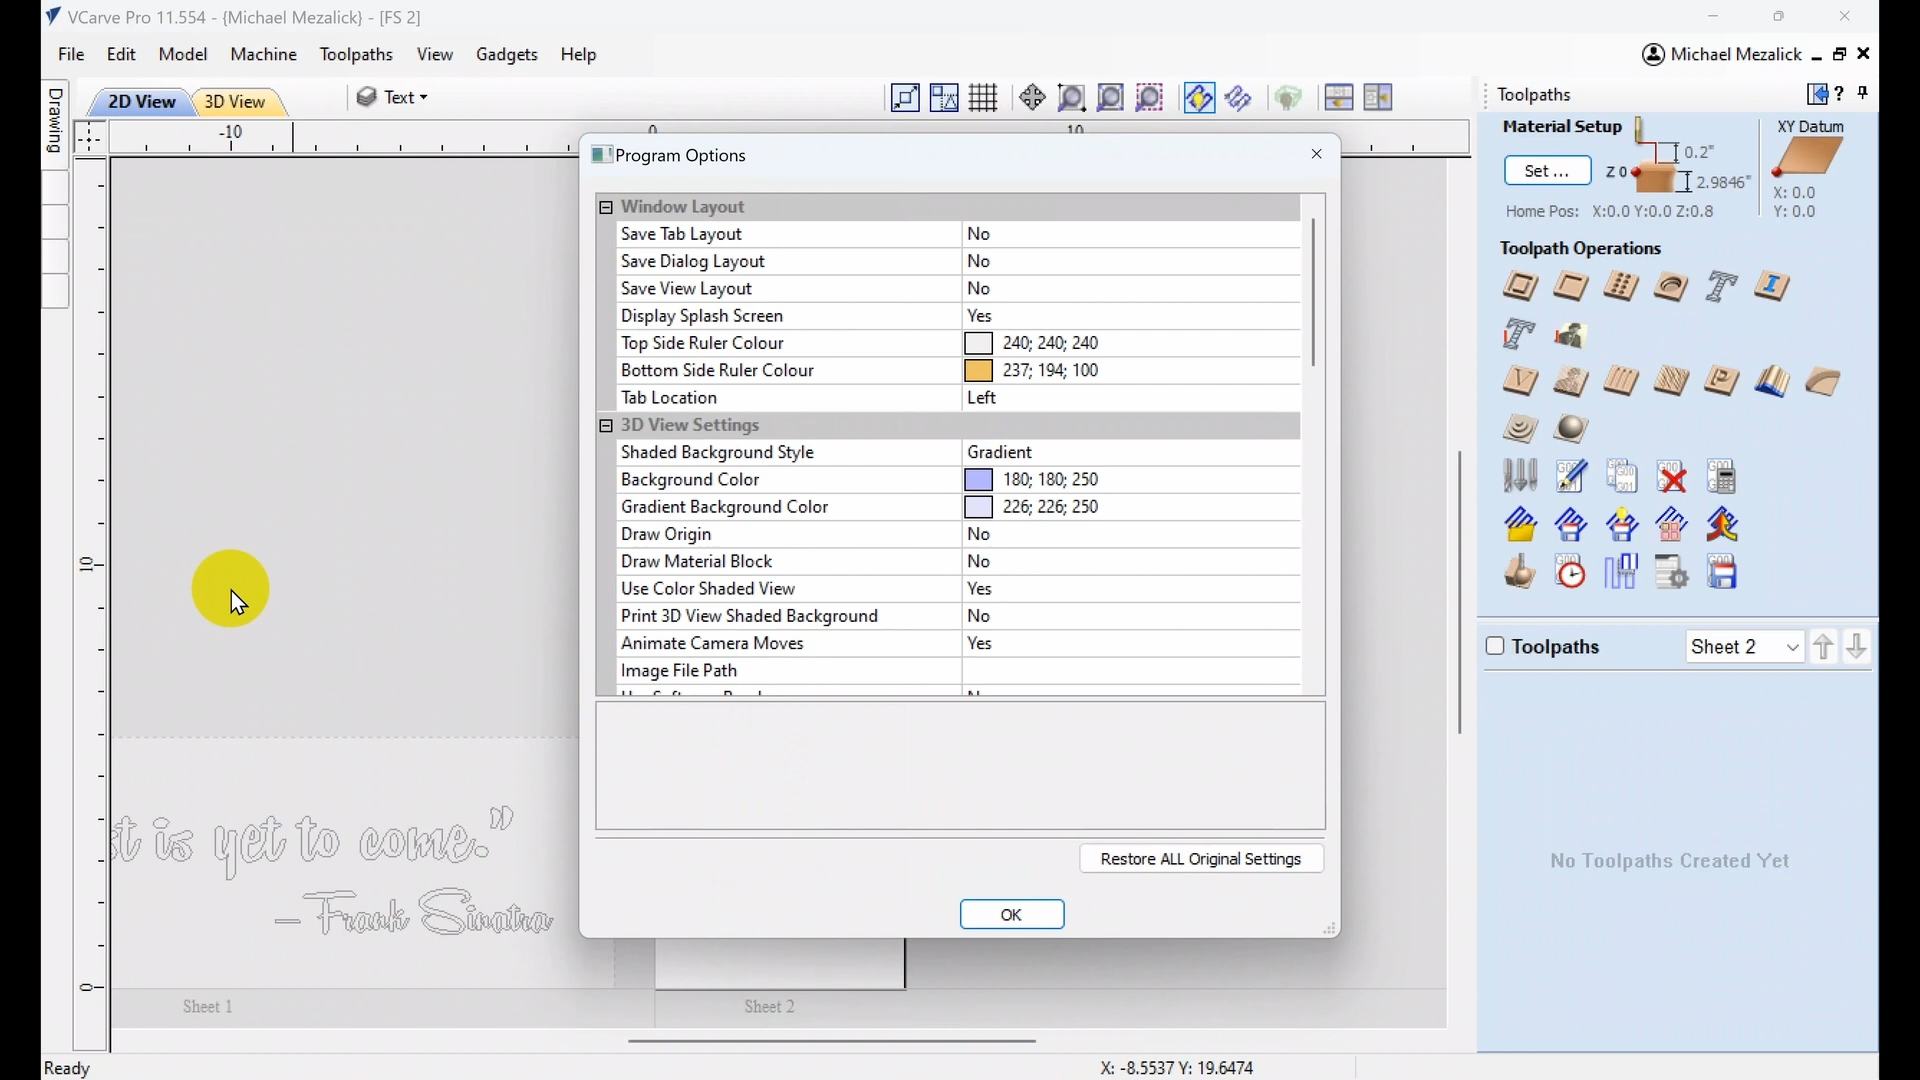 VCarve Pro 11.554 - {Michael Mezalick} - [FS 2]
File Edit Model Machine Toolpaths View Gadgets Help
Michael Mezalick
Drawing
2D View 3D View
Text
Toolpaths
-10 0 10
Program Options
Material Setup
XY Datum
Set ...
Z 0
0.2"
2.9846"
X: 0.0
Y: 0.0
Home Pos: X:0.0 Y:0.0 Z:0.8
Toolpath Operations
Window Layout
Save Tab Layout No
Save Dialog Layout No
Save View Layout No
Display Splash Screen Yes
Top Side Ruler Colour 240; 240; 240
Bottom Side Ruler Colour 237; 194; 100
Tab Location Left
3D View Settings
Shaded Background Style Gradient
Background Color 180; 180; 250
Gradient Background Color 226; 226; 250
Draw Origin No
Draw Material Block No
Use Color Shaded View Yes
Print 3D View Shaded Background No
Animate Camera Moves Yes
Image File Path
10
0
Toolpaths Sheet 2
No Toolpaths Created Yet
Restore ALL Original Settings
OK
is yet to come."
– Frank Sinatra
Sheet 1 Sheet 2
Ready
X: -8.5537 Y: 19.6474